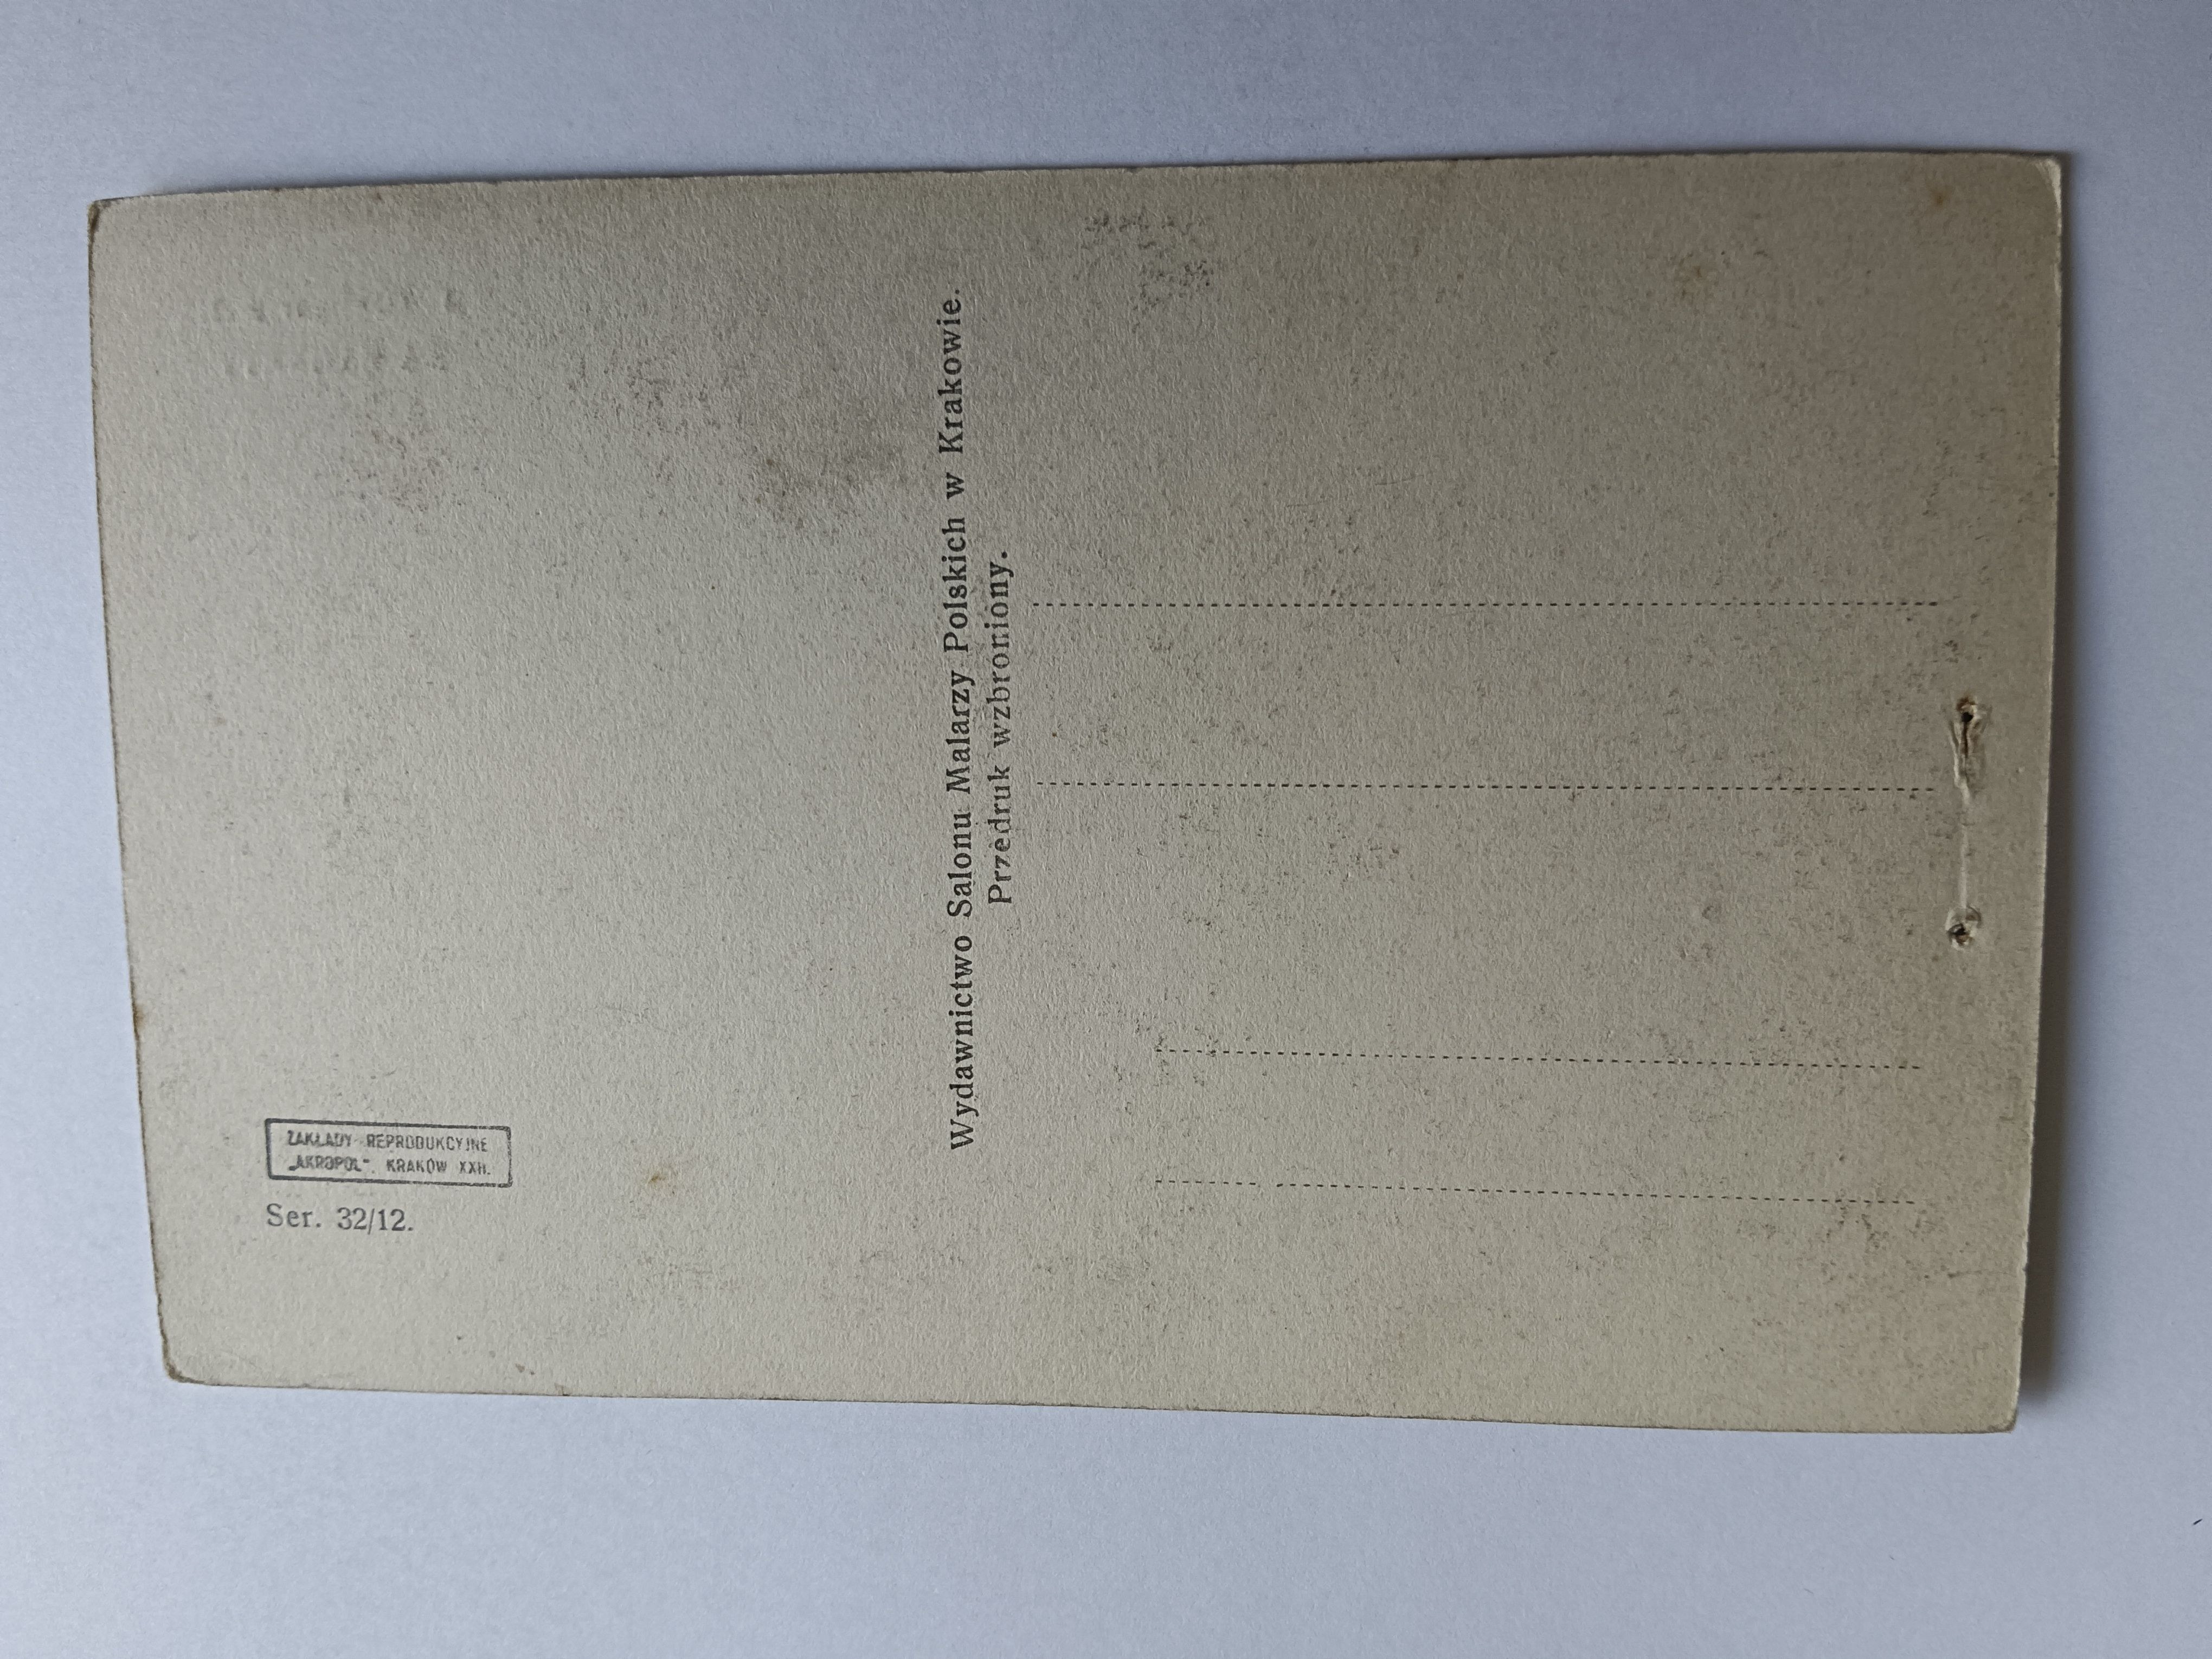 Wydawnictwo Salonu Malarzy Polskich w Krakowie.
Przedruk wzbroniony.
ZAKŁADY REPRODUKCYJNE
„AKROPOL”. KRAKÓW XXII.
Ser. 32/12.